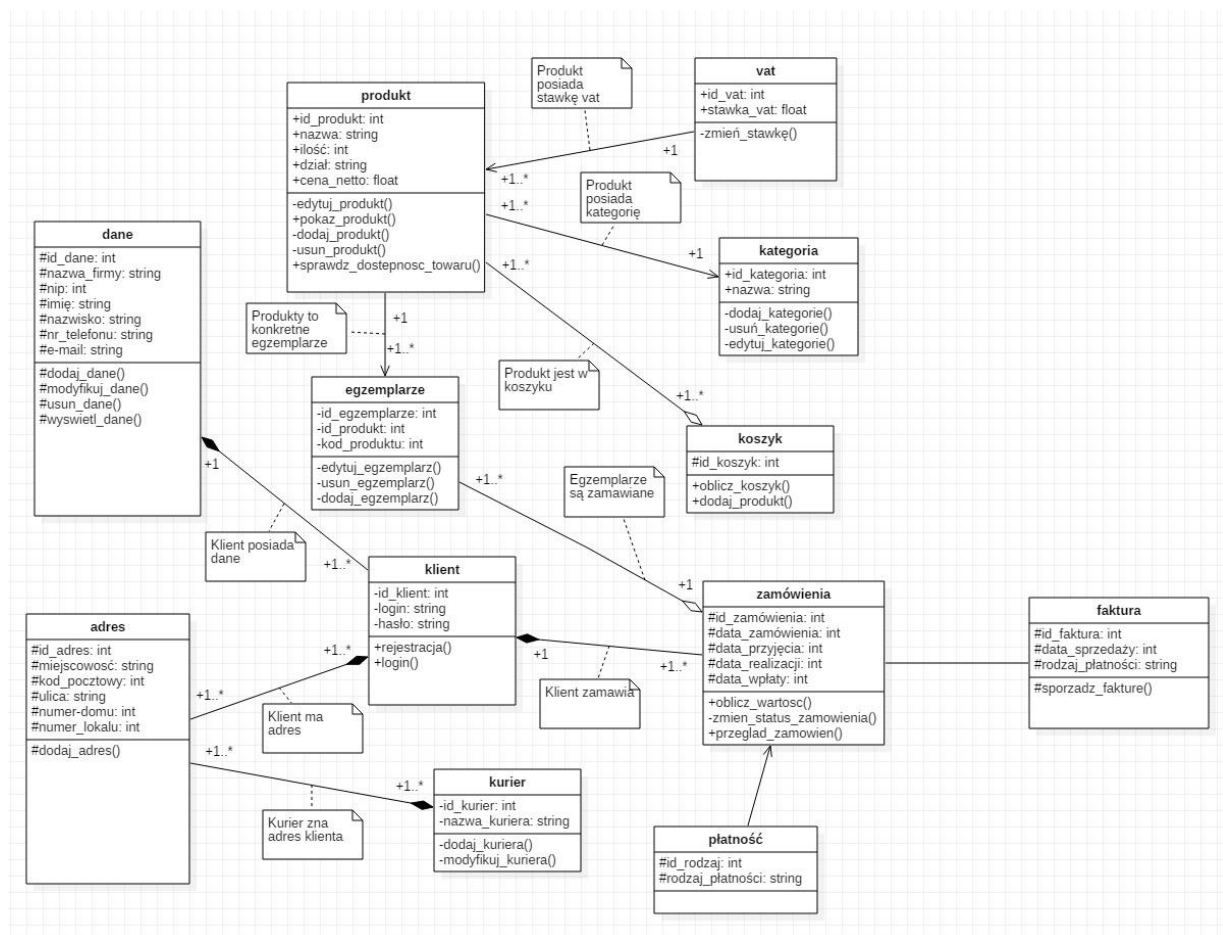 Produkt
posiada
stawkę vat
vat
+id_vat: int
+stawka_vat: float
-zmień_stawkę()
+1
+1..*
produkt
+id_produkt: int
+nazwa: string
+ilość: int
+dział: string
+cena_netto: float
-edytuj_produkt()
+pokaz_produkt()
-dodaj_produkt()
-usun_produkt()
+sprawdz_dostepnosc_towaru()
Produkt
posiada
kategorię
+1..*
+1
kategoria
+id_kategoria: int
+nazwa: string
-dodaj_kategorie()
-usuń_kategorie()
-edytuj_kategorie()
dane
#id_dane: int
#nazwa_firmy: string
#nip: int
#imię: string
#nazwisko: string
#nr_telefonu: string
#e-mail: string
#dodaj_dane()
#modyfikuj_dane()
#usun_dane()
#wyswietl_dane()
Produkty to
konkretne
egzemplarze
+1
+1..*
+1..*
Produkt jest w
koszyku
+1..*
egzemplarze
-id_egzemplarze: int
-id_produkt: int
-kod_produktu: int
-edytuj_egzemplarz()
-usun_egzemplarz()
-dodaj_egzemplarz()
koszyk
#id_koszyk: int
+oblicz_koszyk()
+dodaj_produkt()
+1..*
Egzemplarze
są zamawiane
+1
+1
Klient posiada
dane
+1..*
klient
-id_klient: int
-login: string
-hasło: string
+rejestracja()
+login()
zamówienia
#id_zamówienia: int
#data_zamówienia: int
#data_przyjęcia: int
#data_realizacji: int
#data_wpłaty: int
+oblicz_wartosc()
-zmien_status_zamowienia()
+przeglad_zamowien()
faktura
#id_faktura: int
#data_sprzedaży: int
#rodzaj_płatności: string
#sporzadz_fakture()
adres
#id_adres: int
#miejscowość: string
#kod_pocztowy: int
#ulica: string
#numer-domu: int
#numer_lokalu: int
#dodaj_adres()
+1..*
+1..*
Klient ma
adres
+1
+1..*
Klient zamawia
+1..*
+1..*
Kurier zna
adres klienta
kurier
-id_kurier: int
-nazwa_kuriera: string
-dodaj_kuriera()
-modyfikuj_kuriera()
płatność
#id_rodzaj: int
#rodzaj_płatności: string